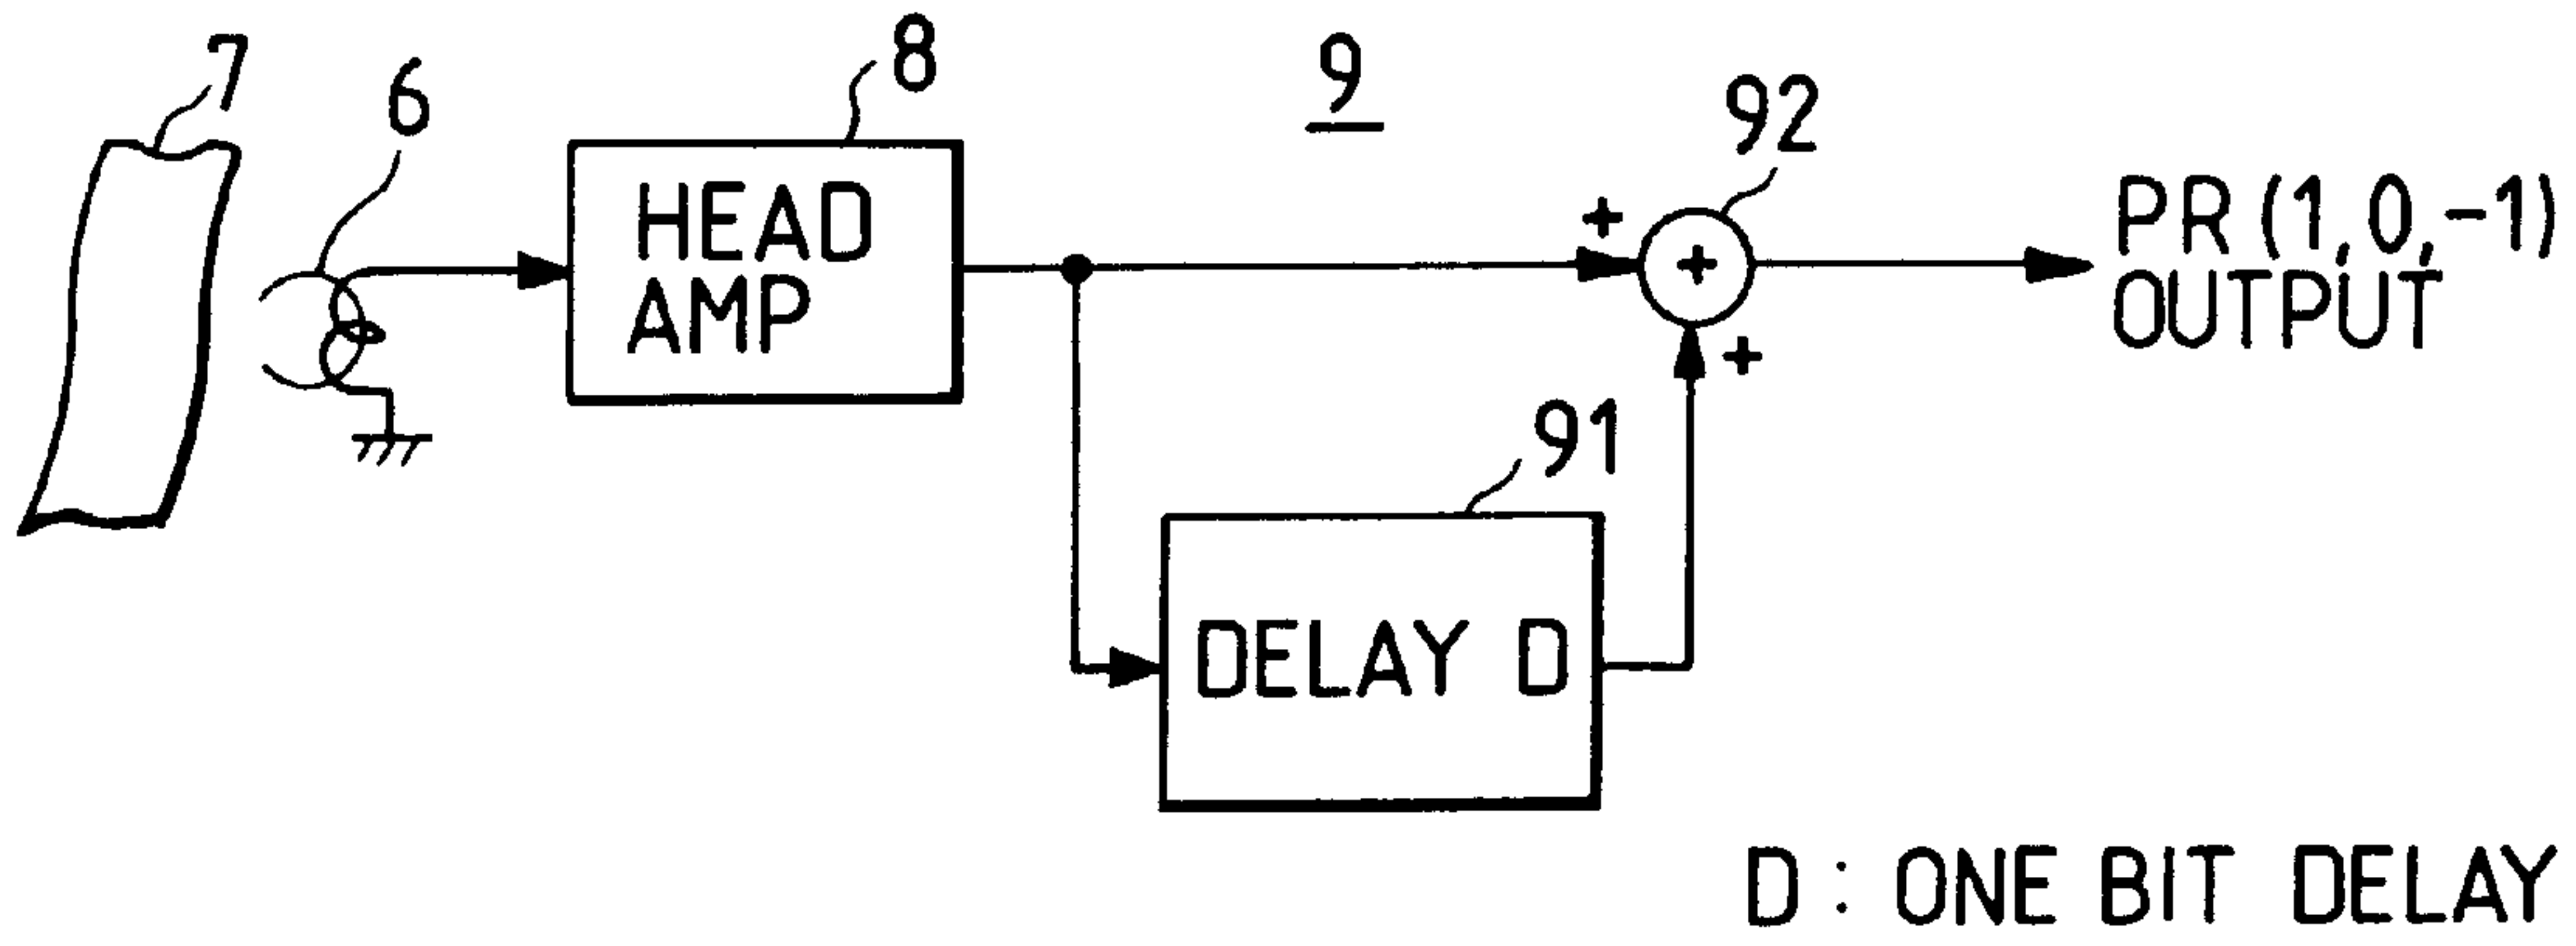 7
6
8
9
92
HEAD
AMP
+
+
+
PR (1,0,-1)
OUTPUT
91
DELAY D
D : ONE BIT DELAY